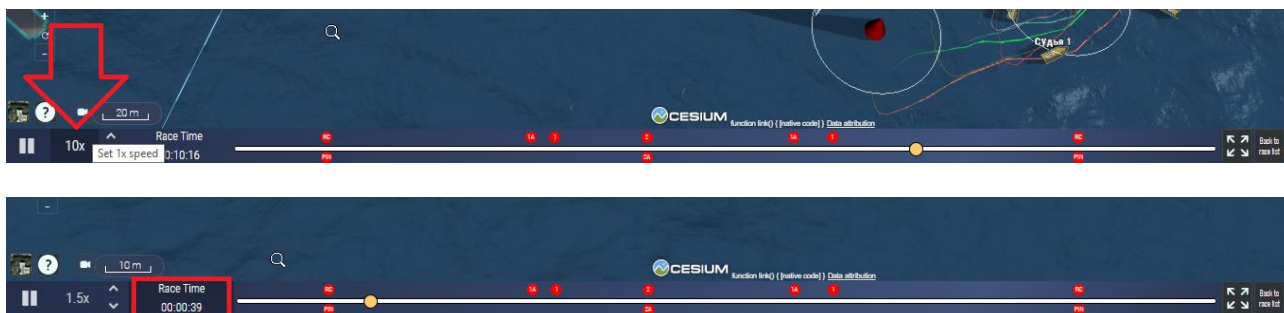 +
-
Судья 1
?
20 m
CESIUM
function link() { [native code] } Data attribution
10x
Race Time
0:10:16
Set 1x speed
RC
1A
1
2
1A
1
RC
PIN
2A
PIN
Back to
race list
-
?
10 m
CESIUM
function link() { [native code] } Data attribution
1.5x
Race Time
00:00:39
RC
1A
1
2
1A
1
RC
PIN
2A
PIN
Back to
race list